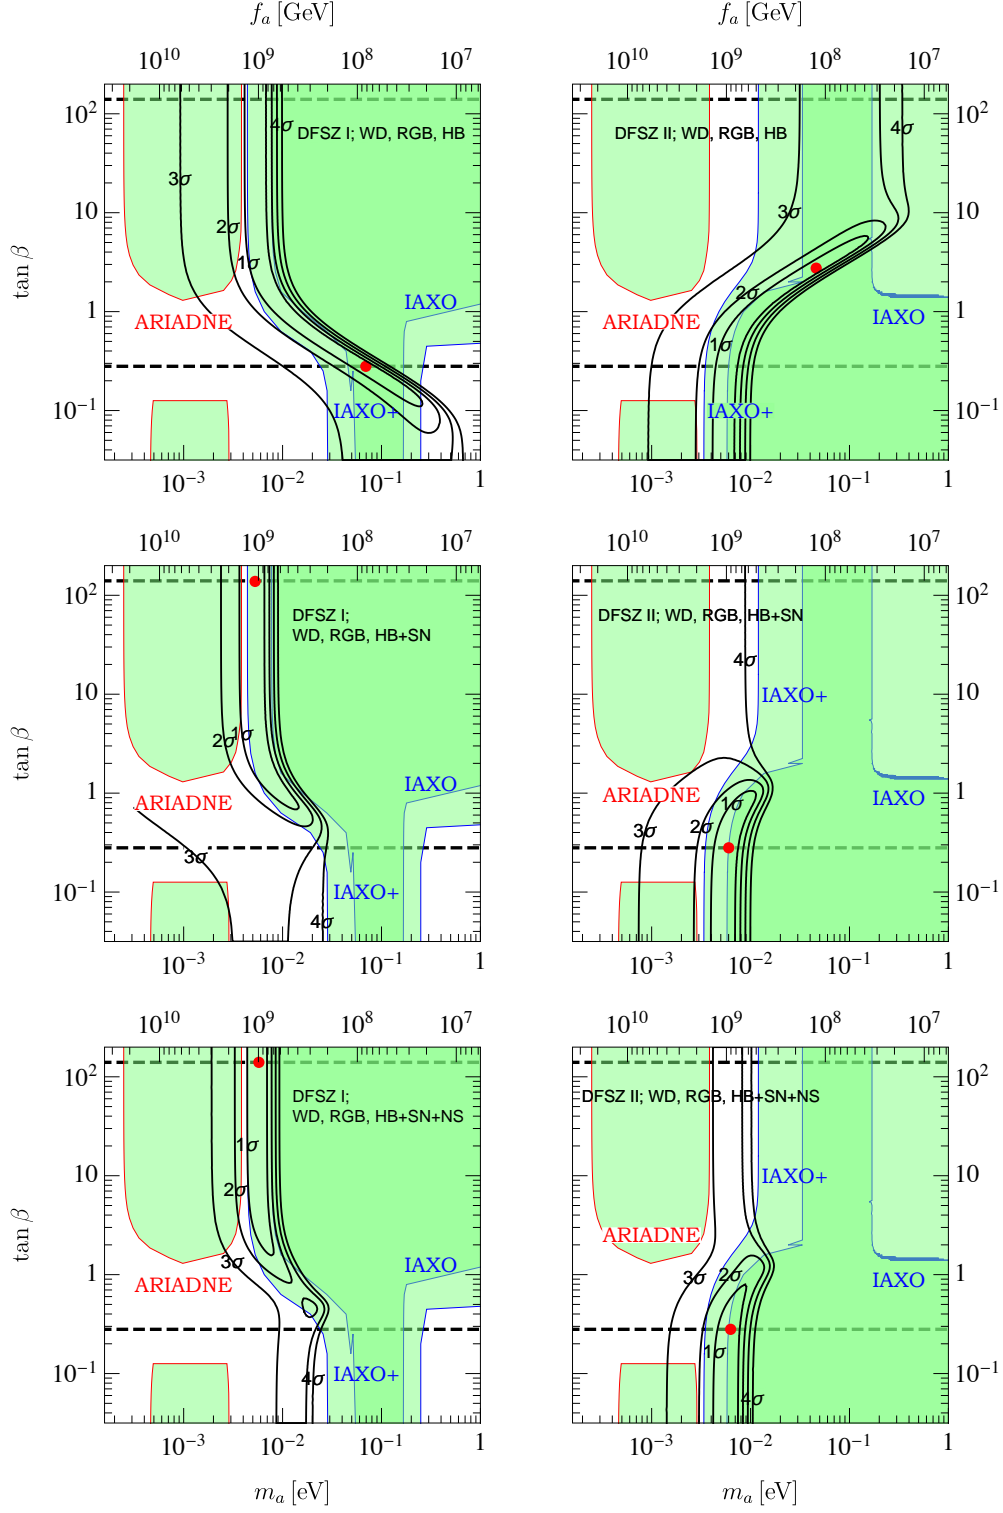 f_a [GeV] f_a [GeV]
10^10 10^9 10^8 10^7 10^10 10^9 10^8 10^7
10^2 4σ DFSZ I; WD, RGB, HB DFSZ II; WD, RGB, HB 4σ 10^2
3σ
10 2σ 3σ 10
tan β 1σ 2σ
1 ARIADNE IAXO ARIADNE 1σ IAXO 1
10^-1 IAXO+ IAXO+ 10^-1
10^-3 10^-2 10^-1 1 10^-3 10^-2 10^-1 1
10^10 10^9 10^8 10^7 10^10 10^9 10^8 10^7
10^2 DFSZ I; DFSZ II; WD, RGB, HB+SN 10^2
WD, RGB, HB+SN 4σ
10 IAXO+ 10
tan β 2σ 1σ
1 ARIADNE IAXO ARIADNE 1σ IAXO 1
3σ 3σ 2σ
10^-1 IAXO+ 4σ 10^-1
10^-3 10^-2 10^-1 1 10^-3 10^-2 10^-1 1
10^10 10^9 10^8 10^7 10^10 10^9 10^8 10^7
10^2 DFSZ I; DFSZ II; WD, RGB, HB+SN+NS 10^2
WD, RGB, HB+SN+NS
1σ
10 2σ IAXO+ 10
tan β ARIADNE
1 3σ IAXO 3σ 2σ IAXO 1
ARIADNE 1σ
10^-1 4σ IAXO+ 4σ 10^-1
10^-3 10^-2 10^-1 1 10^-3 10^-2 10^-1 1
m_a [eV] m_a [eV]